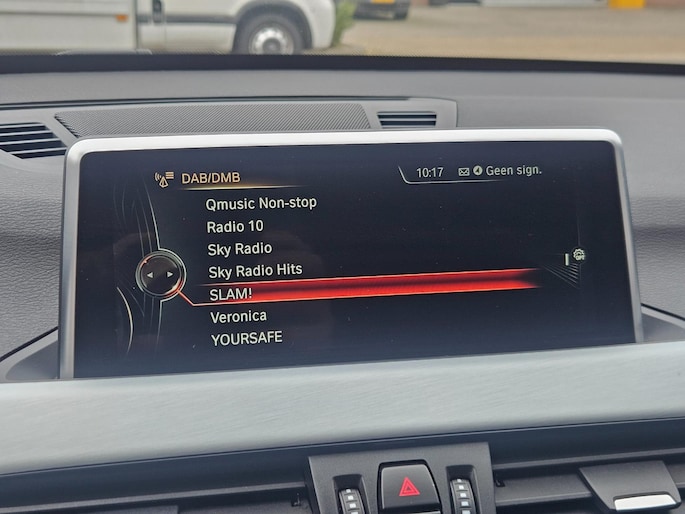 DAB/DMB
10:17 4 Geen sign.
Qmusic Non-stop
Radio 10
Sky Radio
Sky Radio Hits
SLAM!
Veronica
YOURSAFE